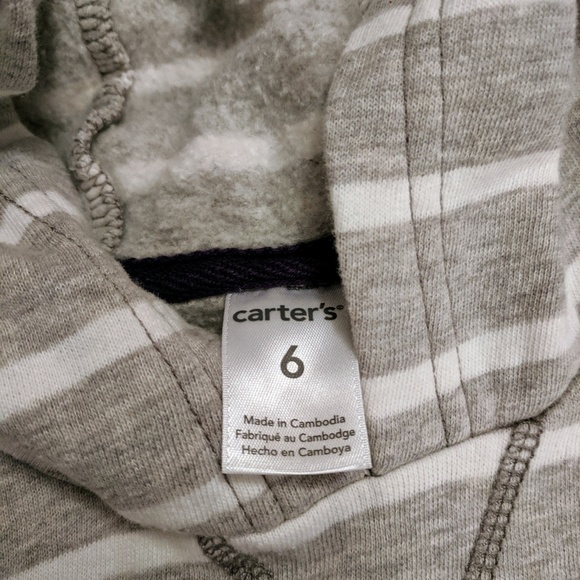 carter's
6
Made in Cambodia
Fabriqué au Cambodge
Hecho en Camboya